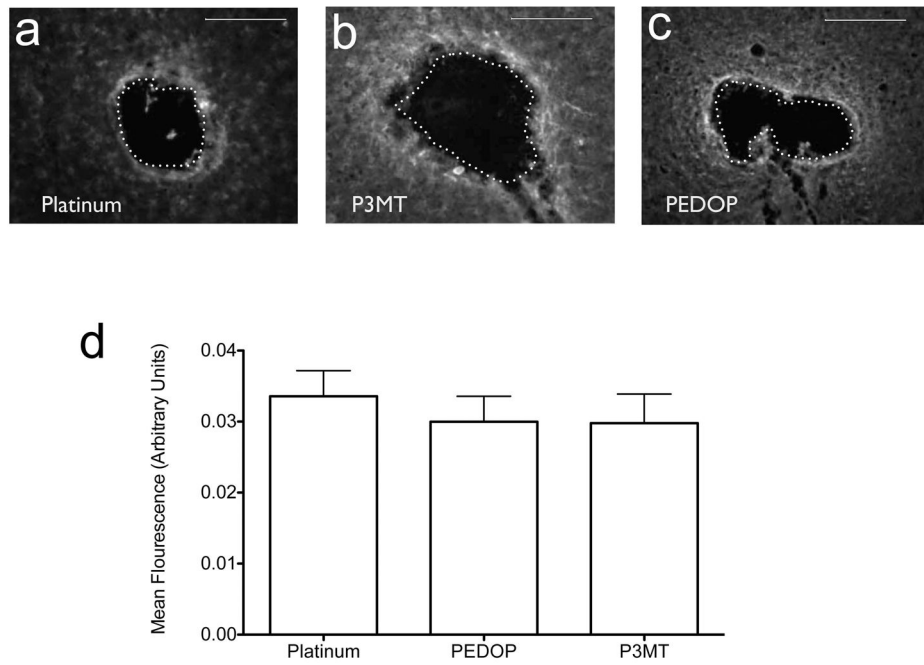 a
b
c
Platinum
P3MT
PEDOP
d
Mean Flourescence (Arbitrary Units)
0.04
0.03
0.02
0.01
0.00
Platinum
PEDOP
P3MT